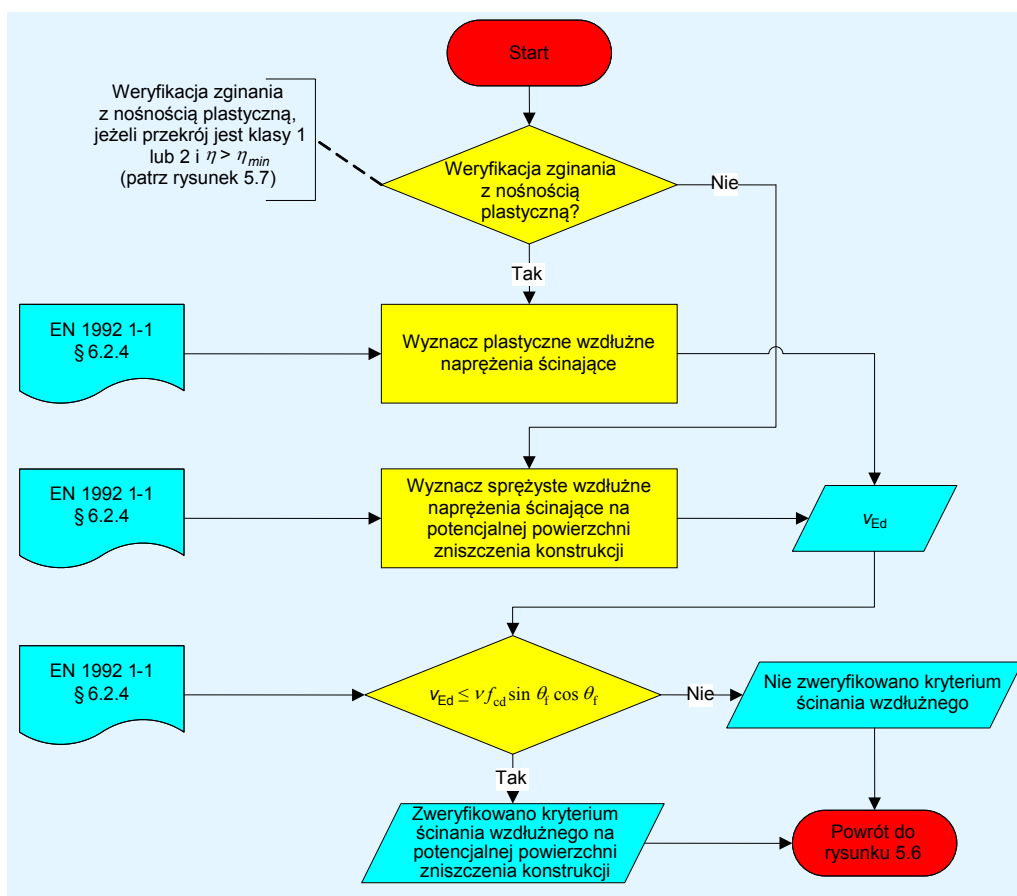 Start
Weryfikacja zginania
z nośnością plastyczną,
jeżeli przekrój jest klasy 1
lub 2 i η > ηmin
(patrz rysunek 5.7)
Weryfikacja zginania
z nośnością
plastyczną?
Nie
Tak
EN 1992 1-1
§ 6.2.4
Wyznacz plastyczne wzdłużne
naprężenia ścinające
EN 1992 1-1
§ 6.2.4
Wyznacz sprężyste wzdłużne
naprężenia ścinające na
potencjalnej powierzchni
zniszczenia konstrukcji
vEd
EN 1992 1-1
§ 6.2.4
vEd ≤ νfcd sin θf cos θf
Nie
Nie zweryfikowano kryterium
ścinania wzdłużnego
Tak
Zweryfikowano kryterium
ścinania wzdłużnego na
potencjalnej powierzchni
zniszczenia konstrukcji
Powrót do
rysunku 5.6